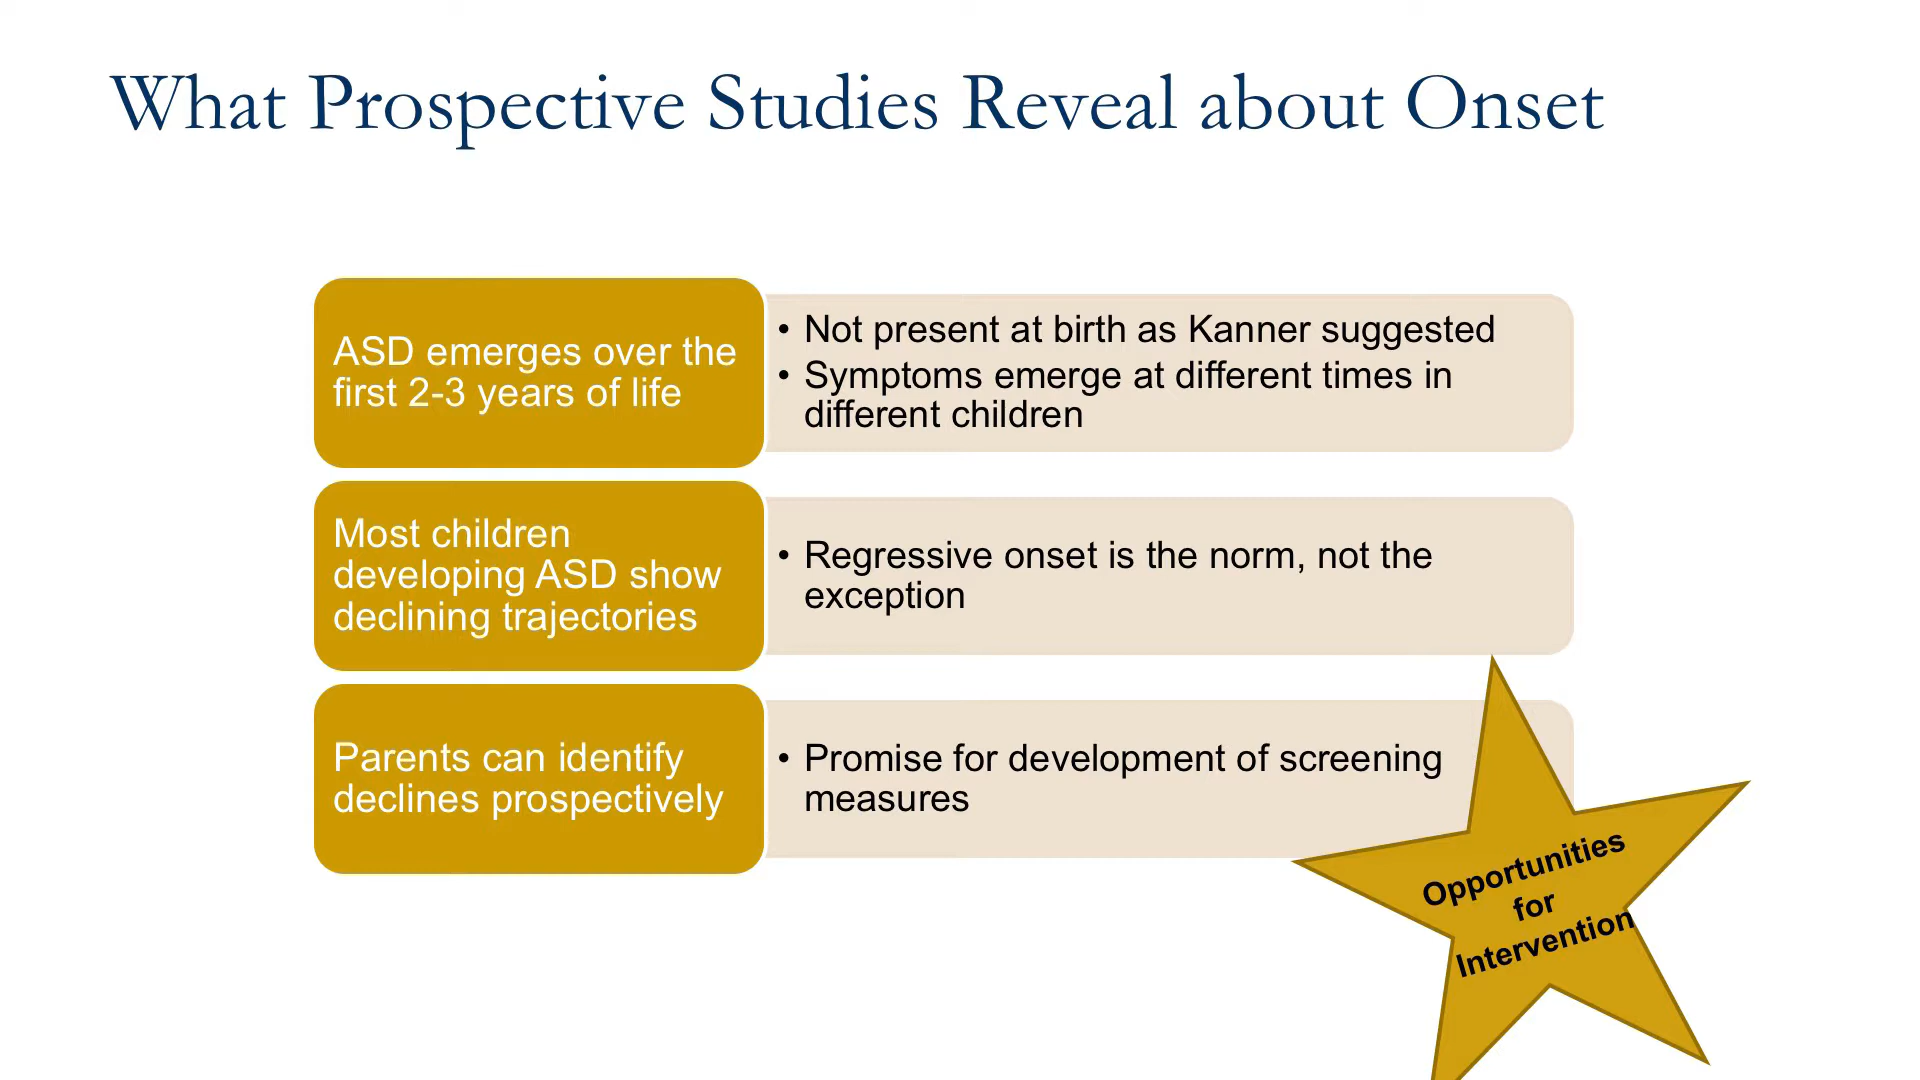 What Prospective Studies Reveal about Onset
ASD emerges over the
first 2-3 years of life
• Not present at birth as Kanner suggested
• Symptoms emerge at different times in
different children
Most children
developing ASD show
declining trajectories
• Regressive onset is the norm, not the
exception
Parents can identify
declines prospectively
• Promise for development of screening
measures
Opportunities
for
Intervention